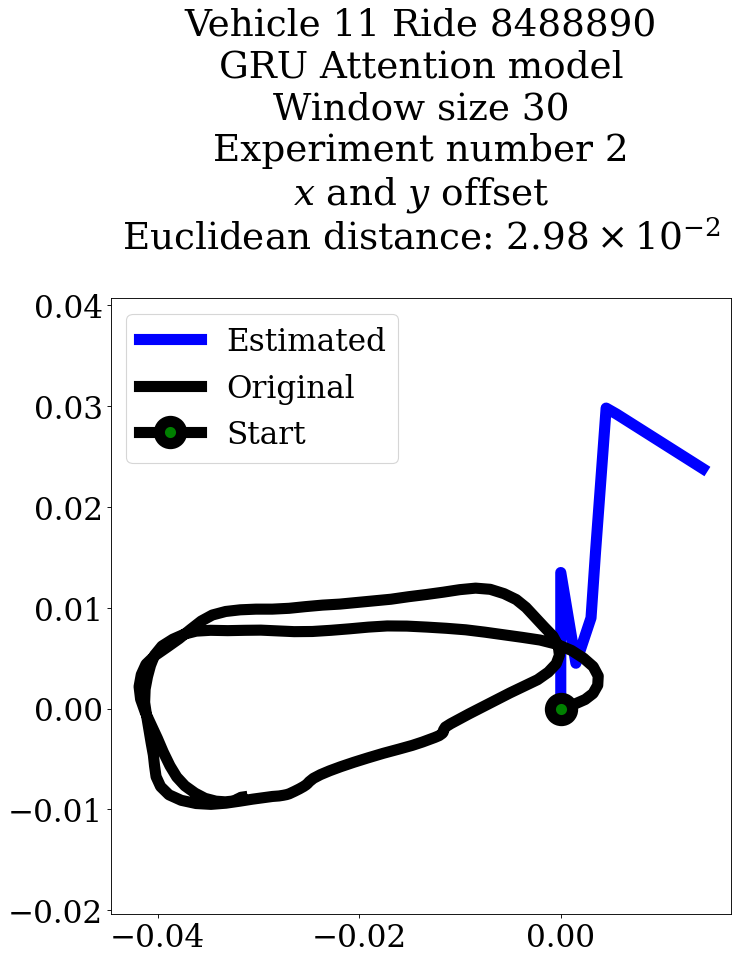 Vehicle 11 Ride 8488890
GRU Attention model
Window size 30
Experiment number 2
x and y offset
Euclidean distance: 2.98 × 10⁻²
0.04
Estimated
Original
Start
0.03
0.02
0.01
0.00
−0.01
−0.02
−0.04
−0.02
0.00